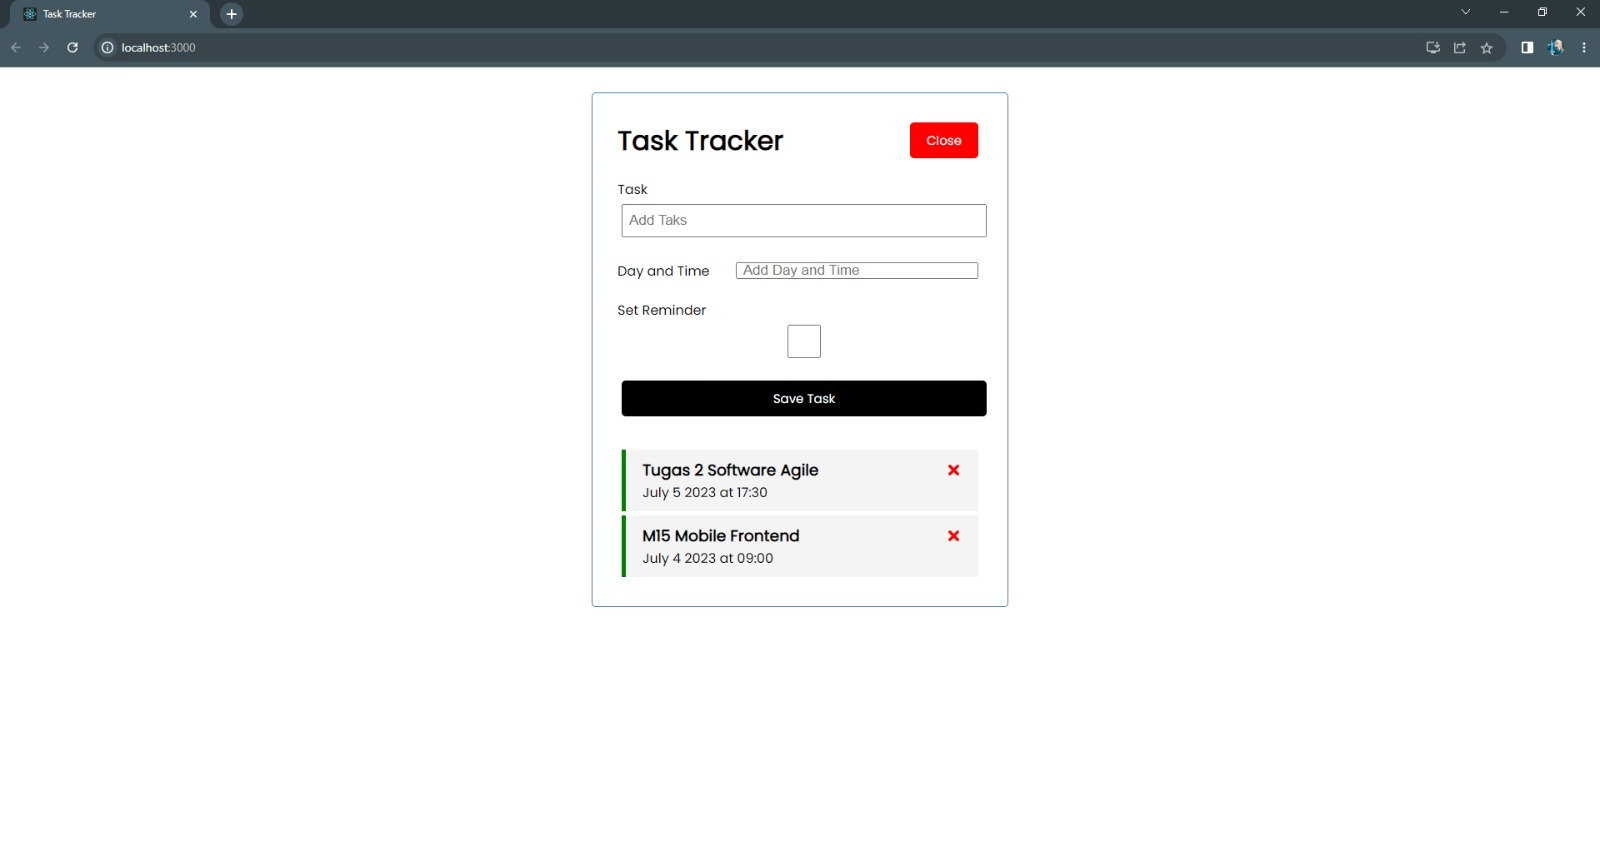 Task Tracker
localhost:3000
Task Tracker
Close
Task
Add Taks
Day and Time
Add Day and Time
Set Reminder
Save Task
Tugas 2 Software Agile
July 5 2023 at 17:30
M15 Mobile Frontend
July 4 2023 at 09:00